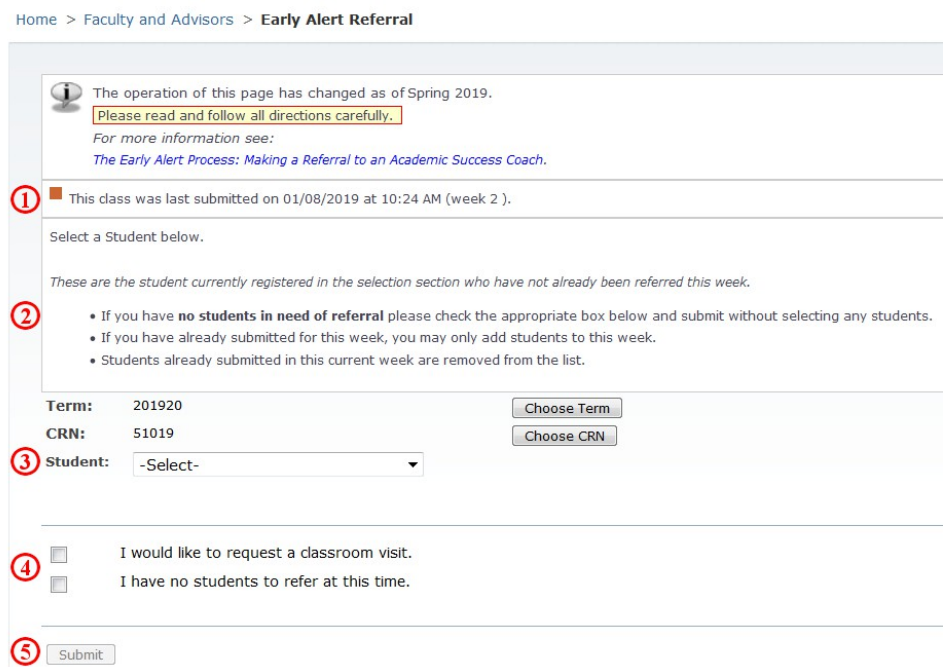 Home > Faculty and Advisors > Early Alert Referral
The operation of this page has changed as of Spring 2019.
Please read and follow all directions carefully.
For more information see:
The Early Alert Process: Making a Referral to an Academic Success Coach.
1 This class was last submitted on 01/08/2019 at 10:24 AM (week 2 ).
Select a Student below.
These are the student currently registered in the selection section who have not already been referred this week.
2 • If you have no students in need of referral please check the appropriate box below and submit without selecting any students.
• If you have already submitted for this week, you may only add students to this week.
• Students already submitted in this current week are removed from the list.
Term: 201920 Choose Term
CRN: 51019 Choose CRN
3 Student: -Select-
4 I would like to request a classroom visit.
I have no students to refer at this time.
5 Submit